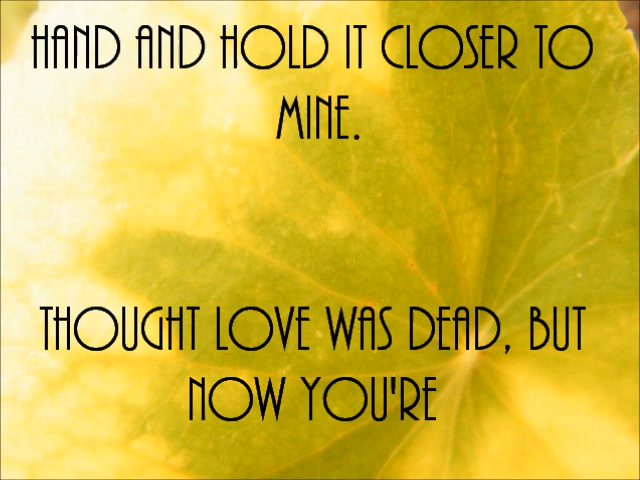 HAND AND HOLD IT CLOSER TO
MINE.
THOUGHT LOVE WAS DEAD, BUT
NOW YOU'RE